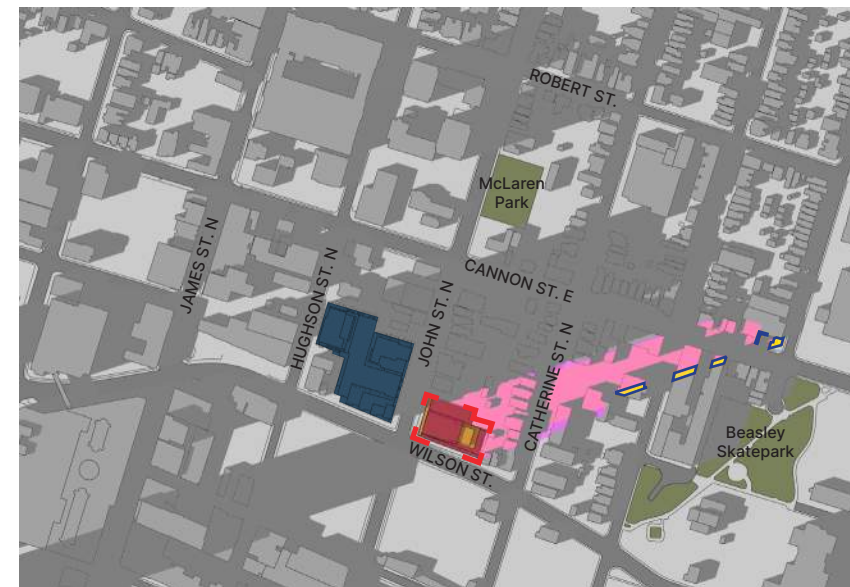 ROBERT ST.
McLaren
Park
JAMES ST. N
HUGHSON ST. N
CANNON ST. E
JOHN ST. N
CATHERINE ST. N
Beasley
Skatepark
WILSON ST.